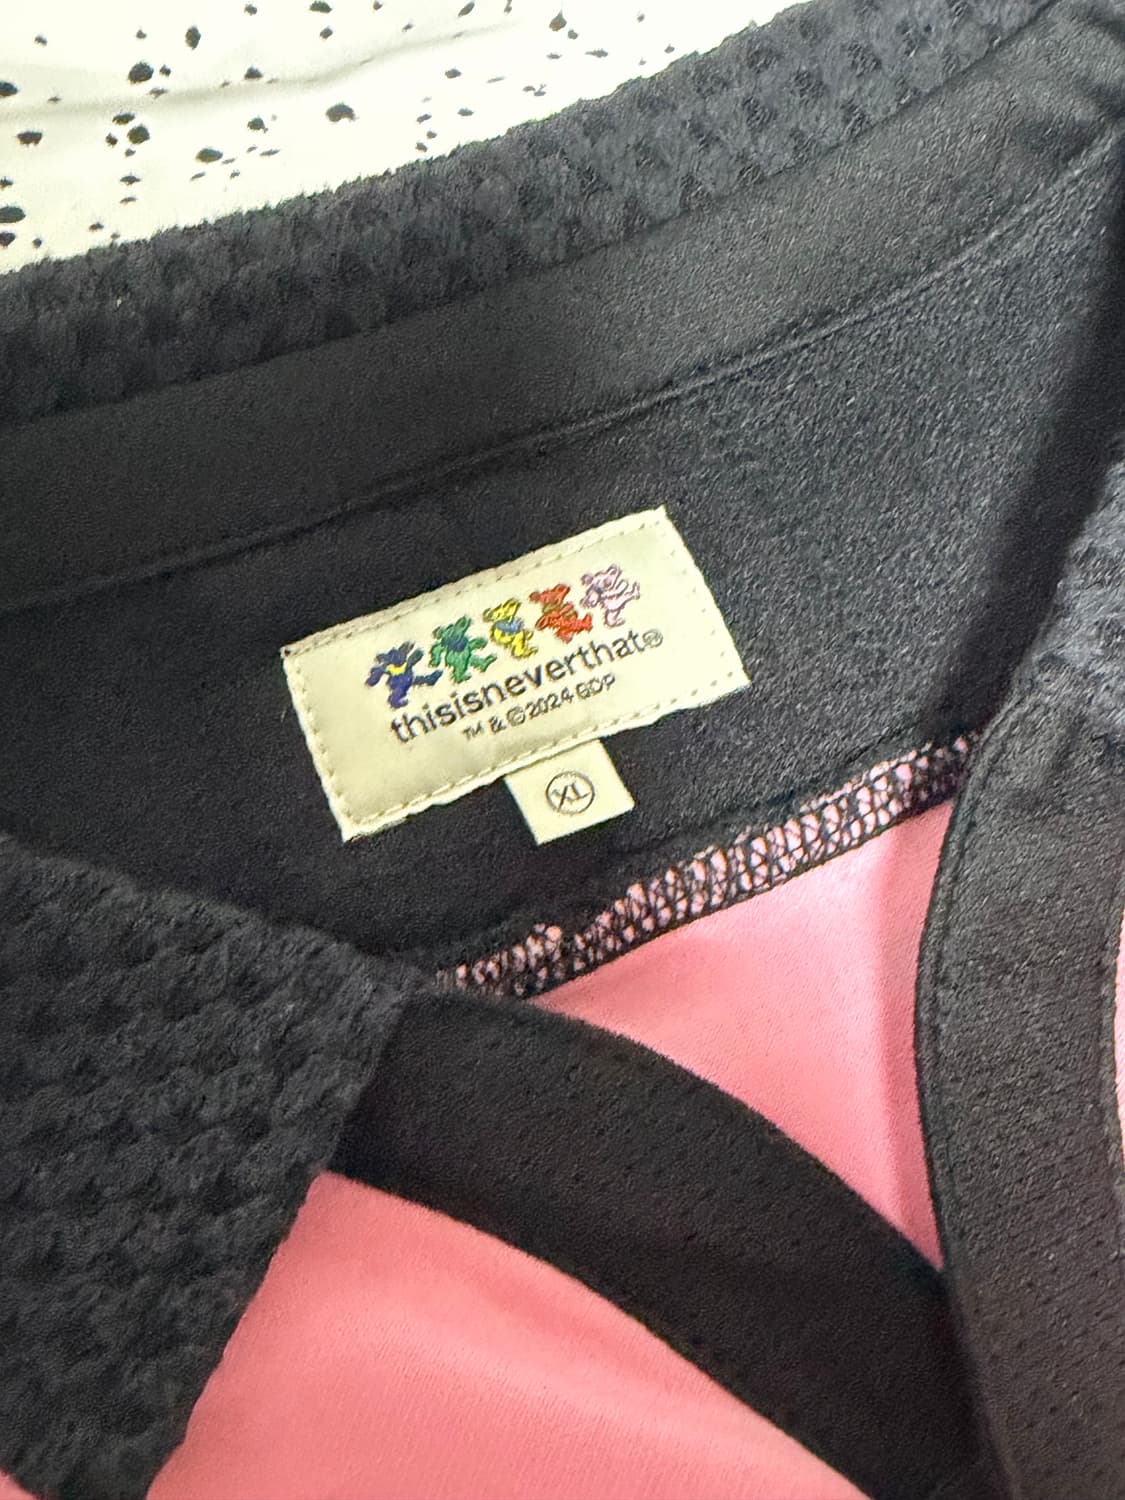 thisisneverthat®
TM & ©2024 GDP
XL